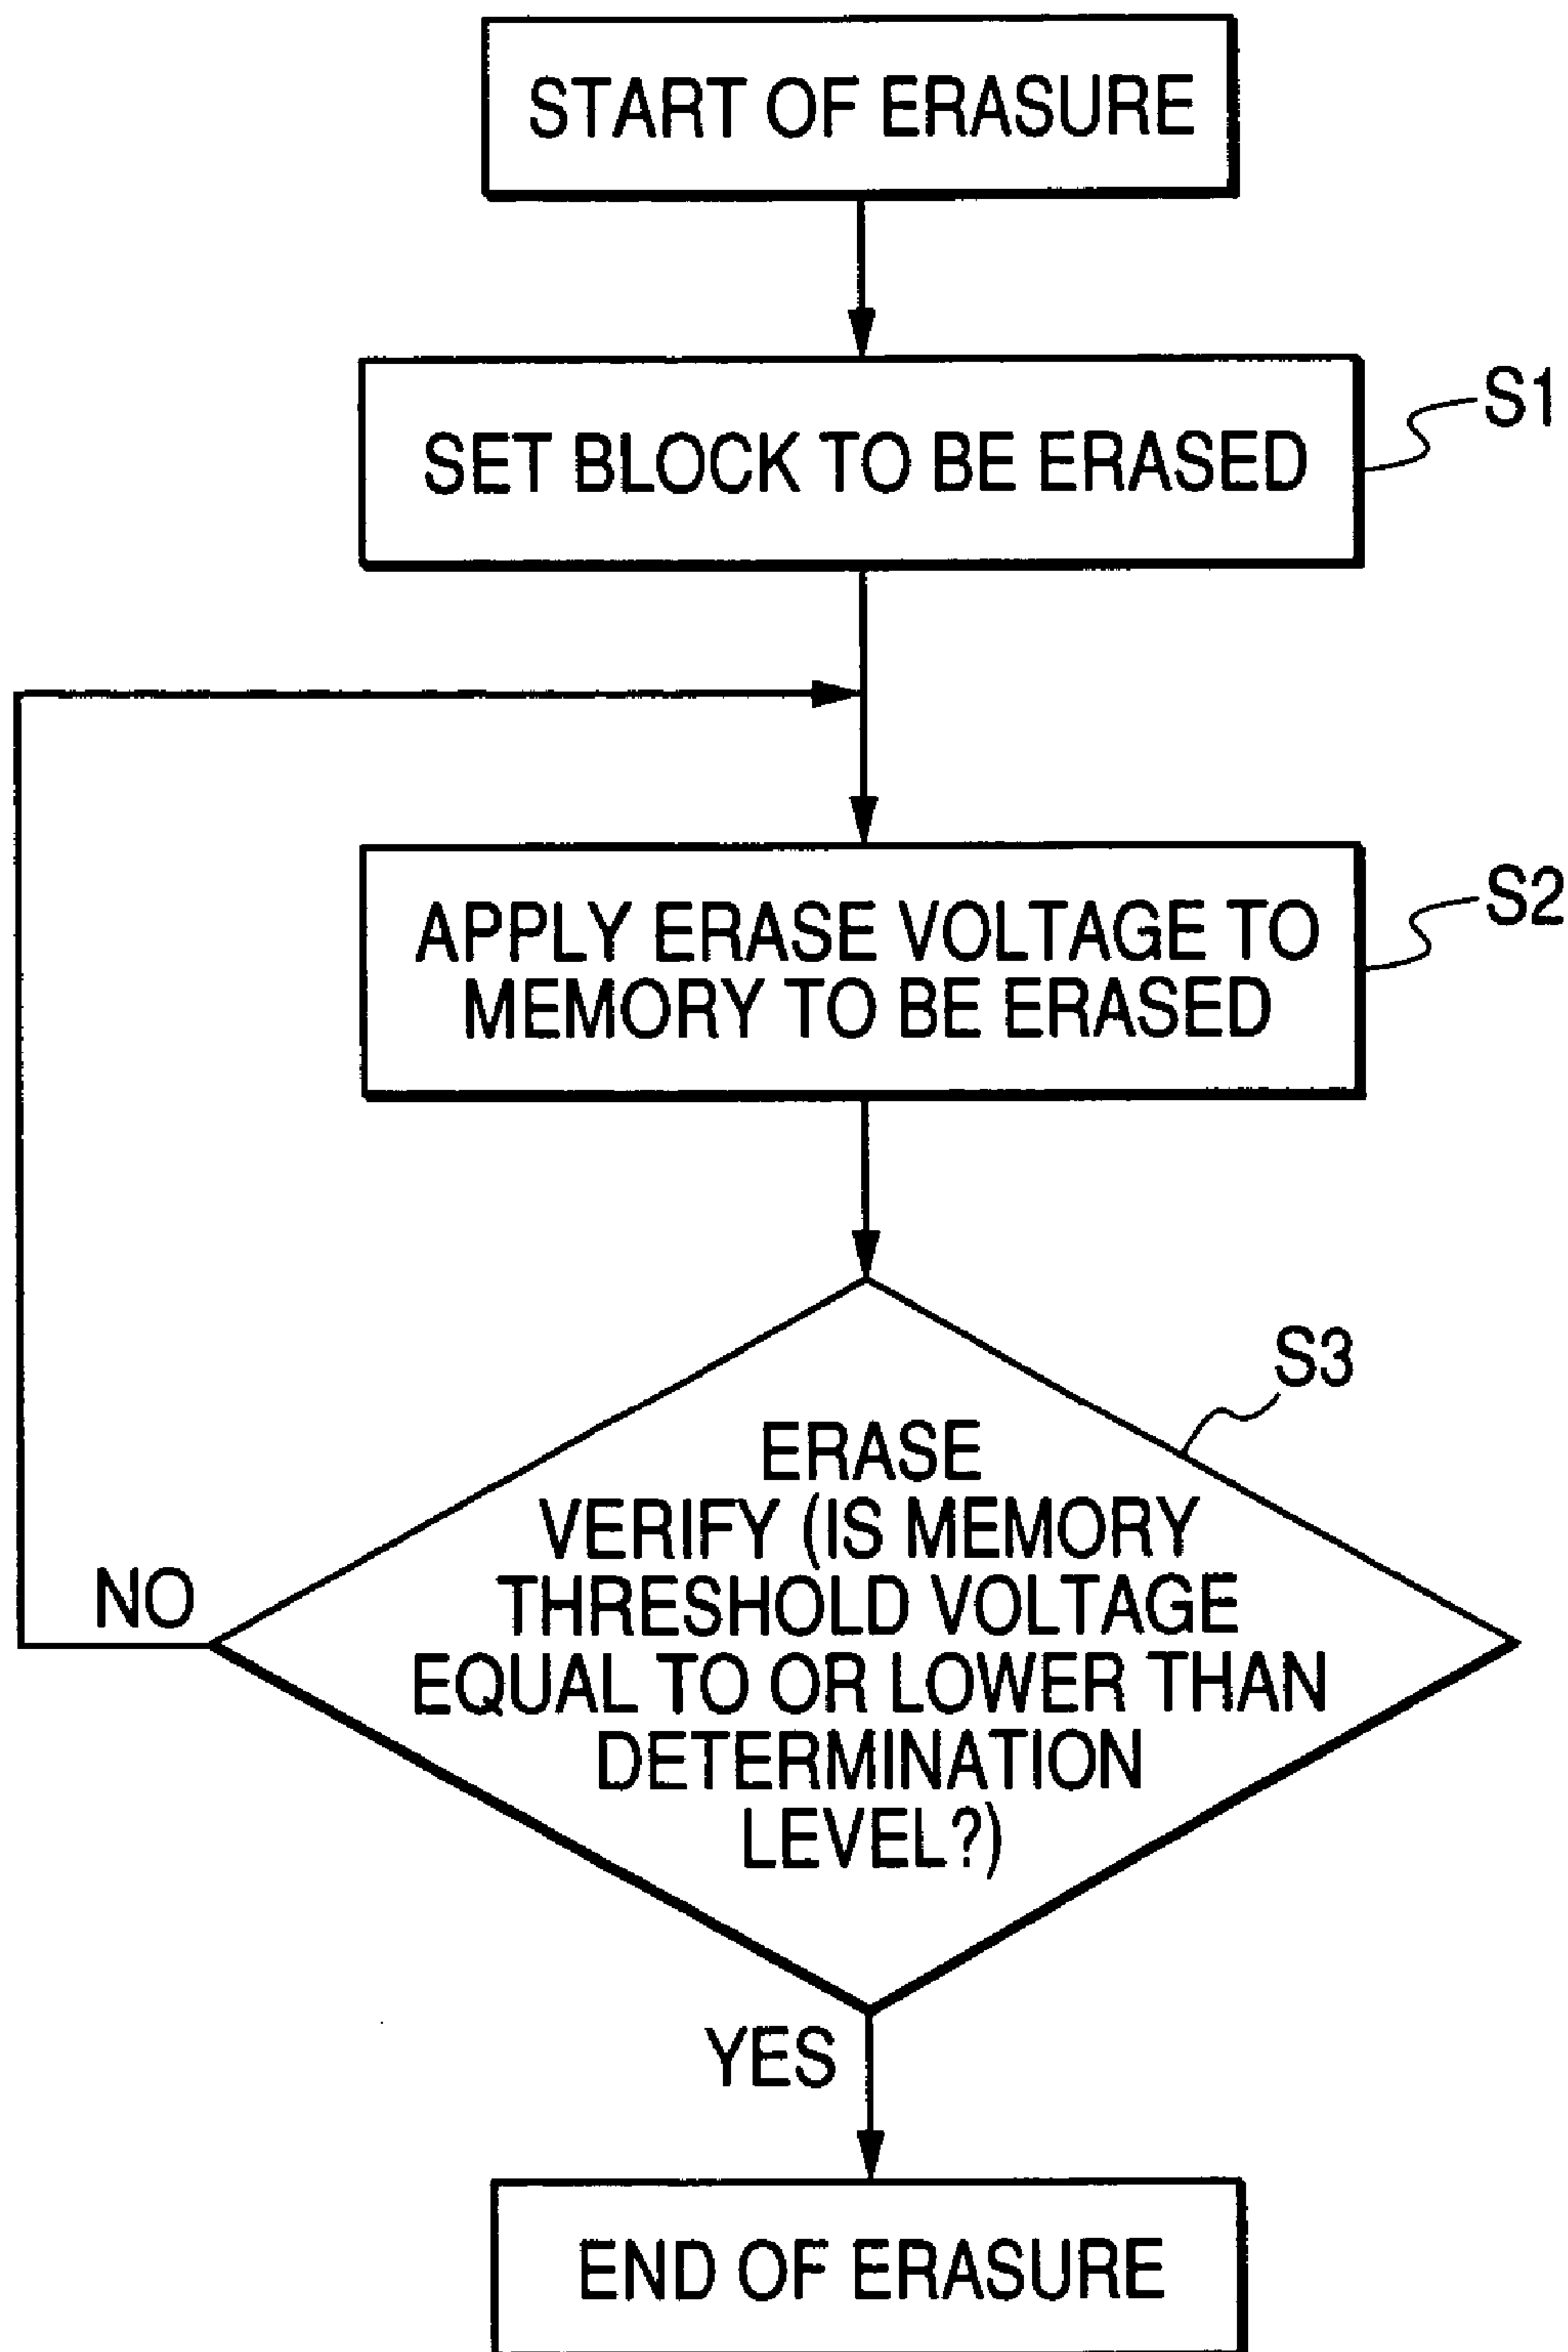 START OF ERASURE
SET BLOCK TO BE ERASED
S1
APPLY ERASE VOLTAGE TO
MEMORY TO BE ERASED
S2
S3
ERASE
VERIFY (IS MEMORY
THRESHOLD VOLTAGE
EQUAL TO OR LOWER THAN
DETERMINATION
LEVEL?)
NO
YES
END OF ERASURE